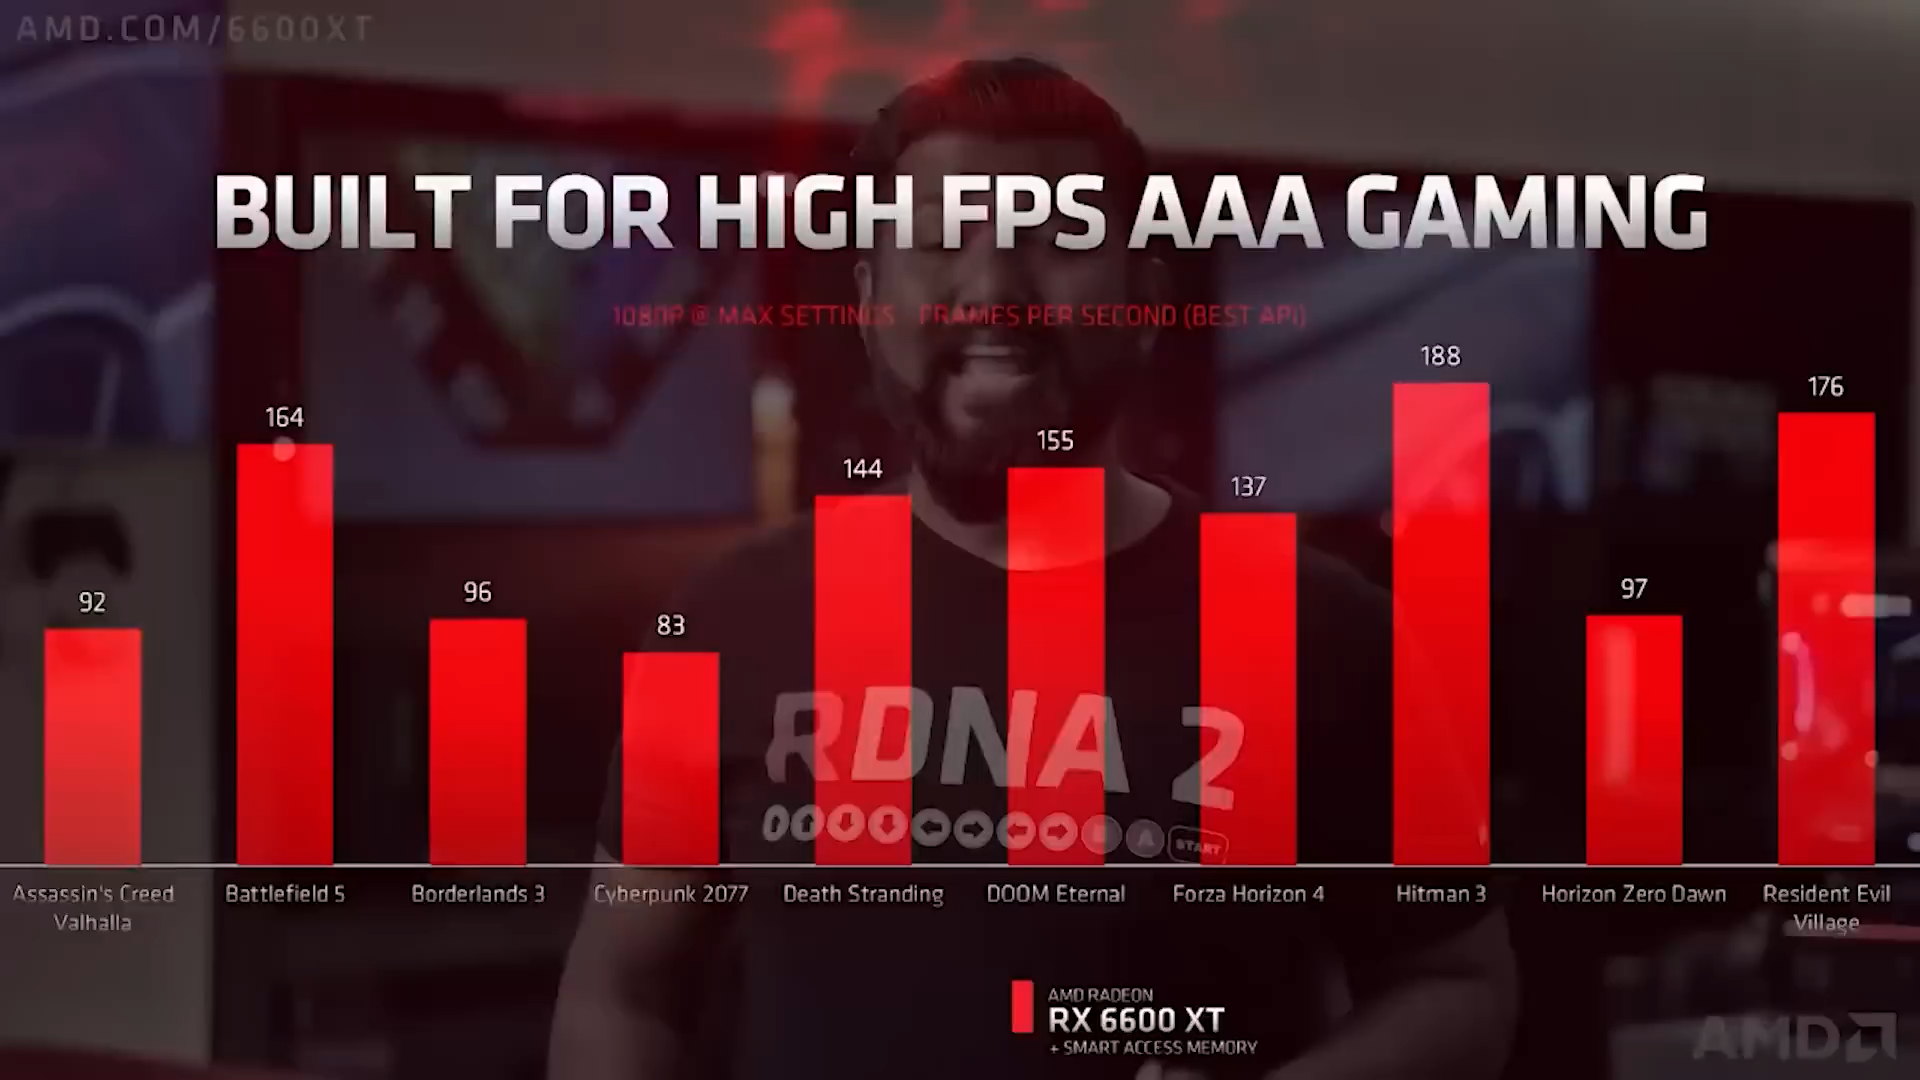 AMD.COM/6600XT
BUILT FOR HIGH FPS AAA GAMING
1080P @ MAX SETTINGS FRAMES PER SECOND (BEST API)
92
164
96
83
144
155
137
188
97
176
RDNA 2
START
Assassin's Creed
Valhalla
Battlefield 5
Borderlands 3
Cyberpunk 2077
Death Stranding
DOOM Eternal
Forza Horizon 4
Hitman 3
Horizon Zero Dawn
Resident Evil
Village
AMD RADEON
RX 6600 XT
+ SMART ACCESS MEMORY
AMD